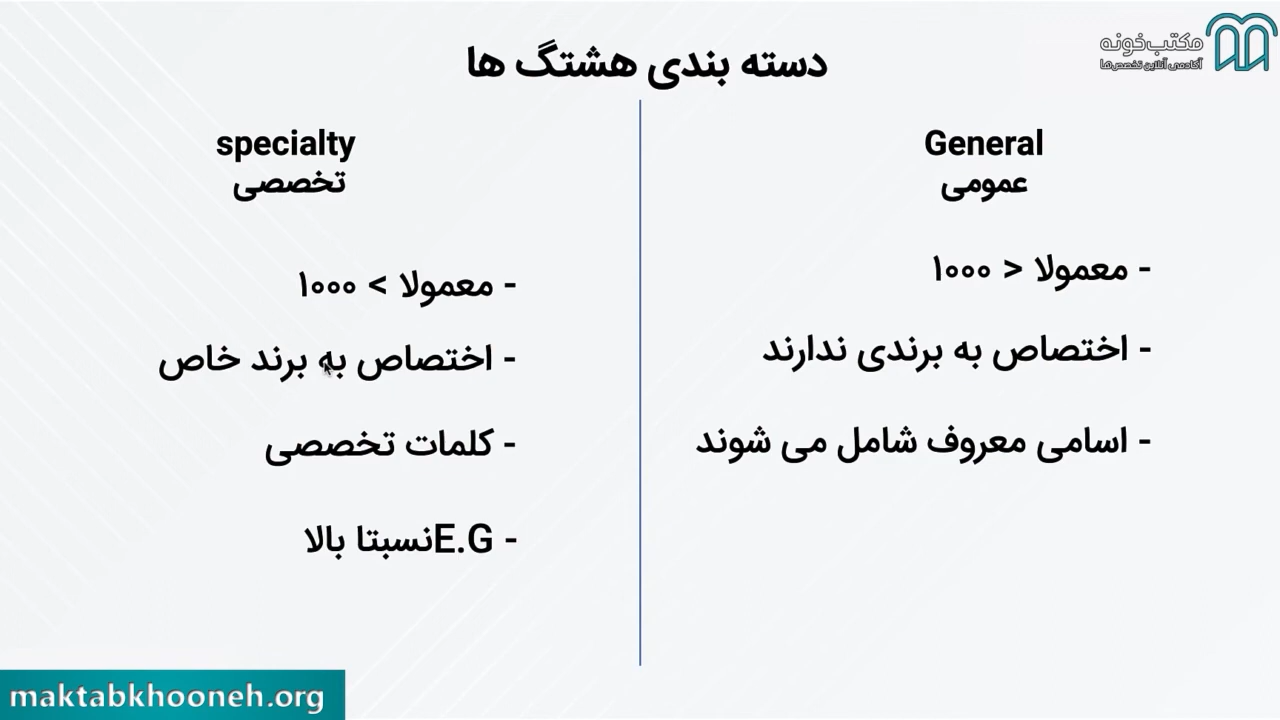 مکتب‌خونه
آکادمی آنلاین تخصص‌ها
دسته بندی هشتگ ها
General
عمومی
- معمولا > ۱۰۰۰
- اختصاص به برندی ندارند
- اسامی معروف شامل می شوند
specialty
تخصصی
- معمولا < ۱۰۰۰
- اختصاص به برند خاص
- کلمات تخصصی
- E.Gنسبتا بالا
maktabkhooneh.org